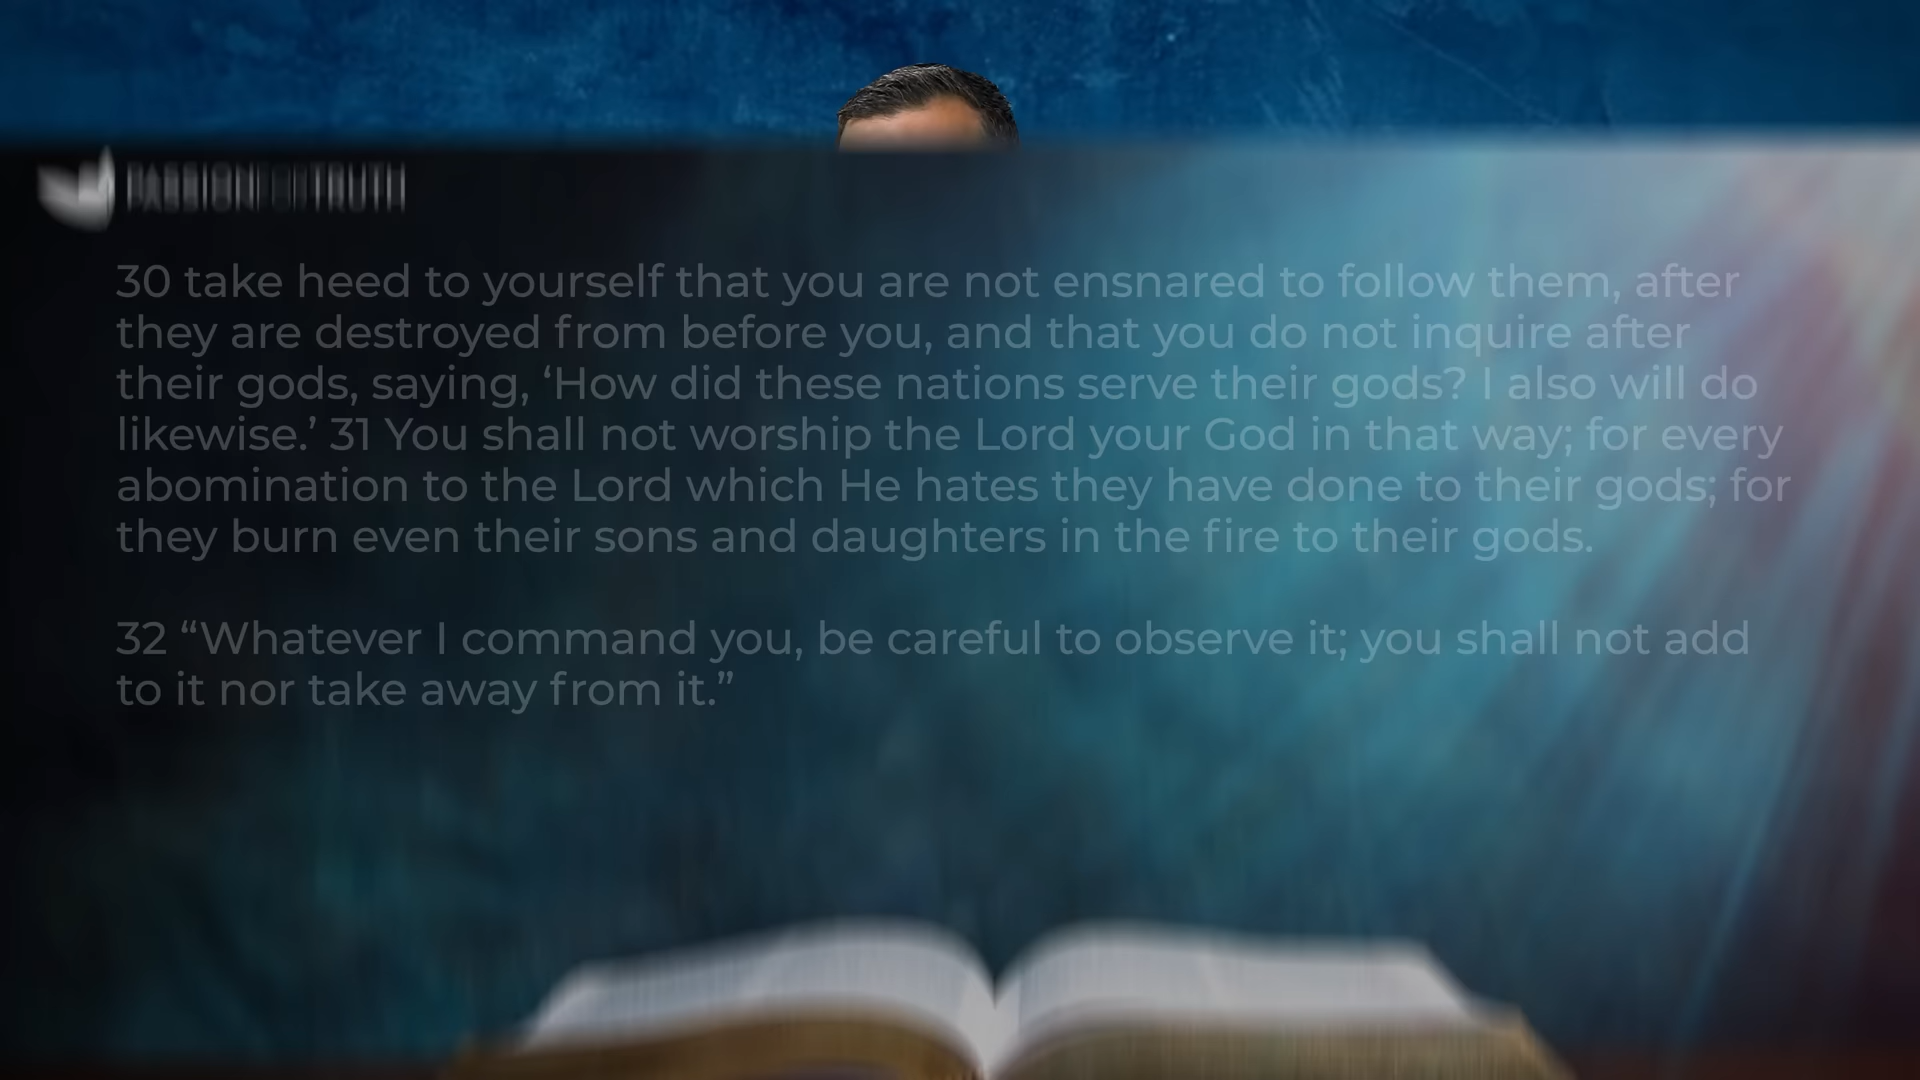 PASSION FOR TRUTH
30 take heed to yourself that you are not ensnared to follow them, after
they are destroyed from before you, and that you do not inquire after
their gods, saying, ‘How did these nations serve their gods? I also will do
likewise.’ 31 You shall not worship the Lord your God in that way; for every
abomination to the Lord which He hates they have done to their gods; for
they burn even their sons and daughters in the fire to their gods.
32 “Whatever I command you, be careful to observe it; you shall not add
to it nor take away from it.”